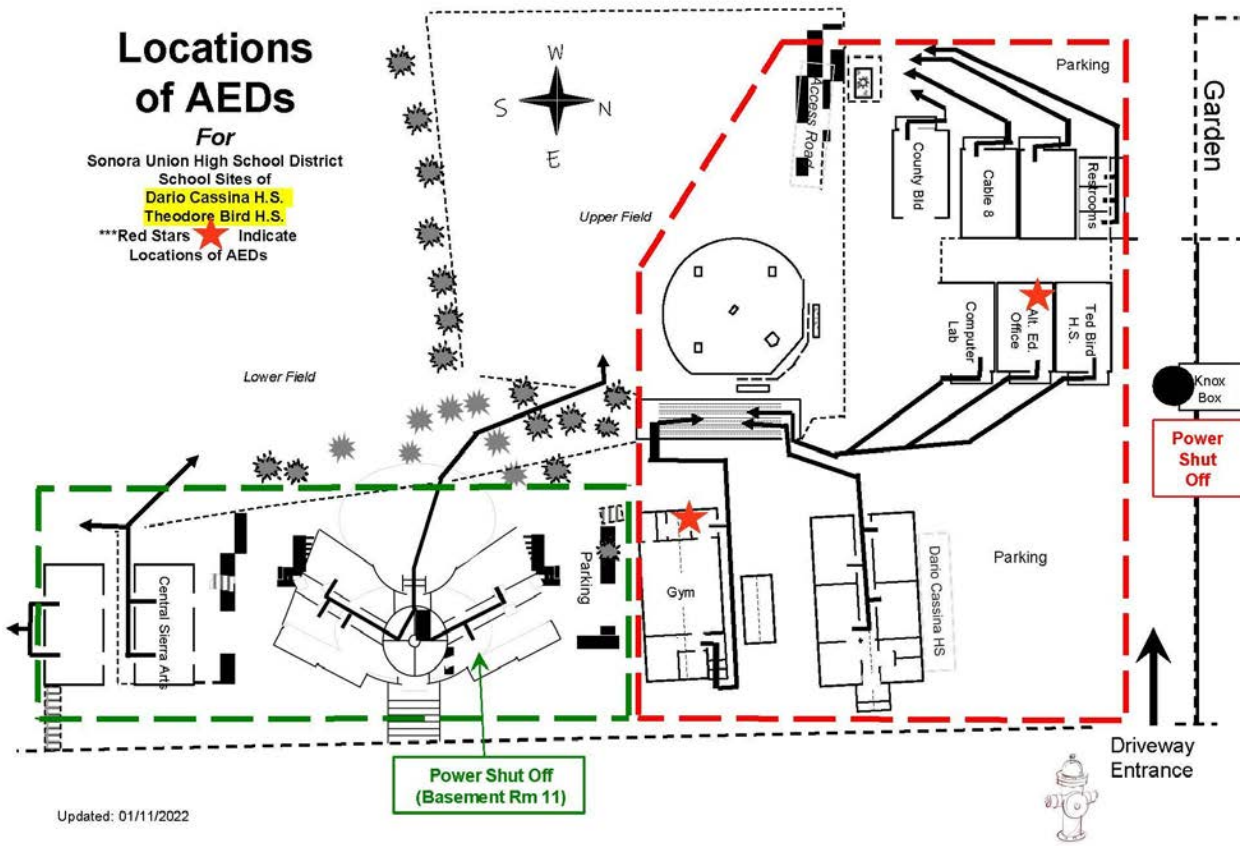 Locations
of AEDs
For
Sonora Union High School District
School Sites of
Dario Cassina H.S.
Theodore Bird H.S.
***Red Stars Indicate
Locations of AEDs
W
S
N
E
Access Road
Parking
Garden
County Bld
Cable 8
Restrooms
Upper Field
Computer
Lab
Alt. Ed.
Office
Ted Bird
H.S.
Lower Field
Knox
Box
Power
Shut
Off
Central Sierra Arts
Parking
Gym
Dario Cassina HS
Parking
Driveway
Entrance
Power Shut Off
(Basement Rm 11)
Updated: 01/11/2022